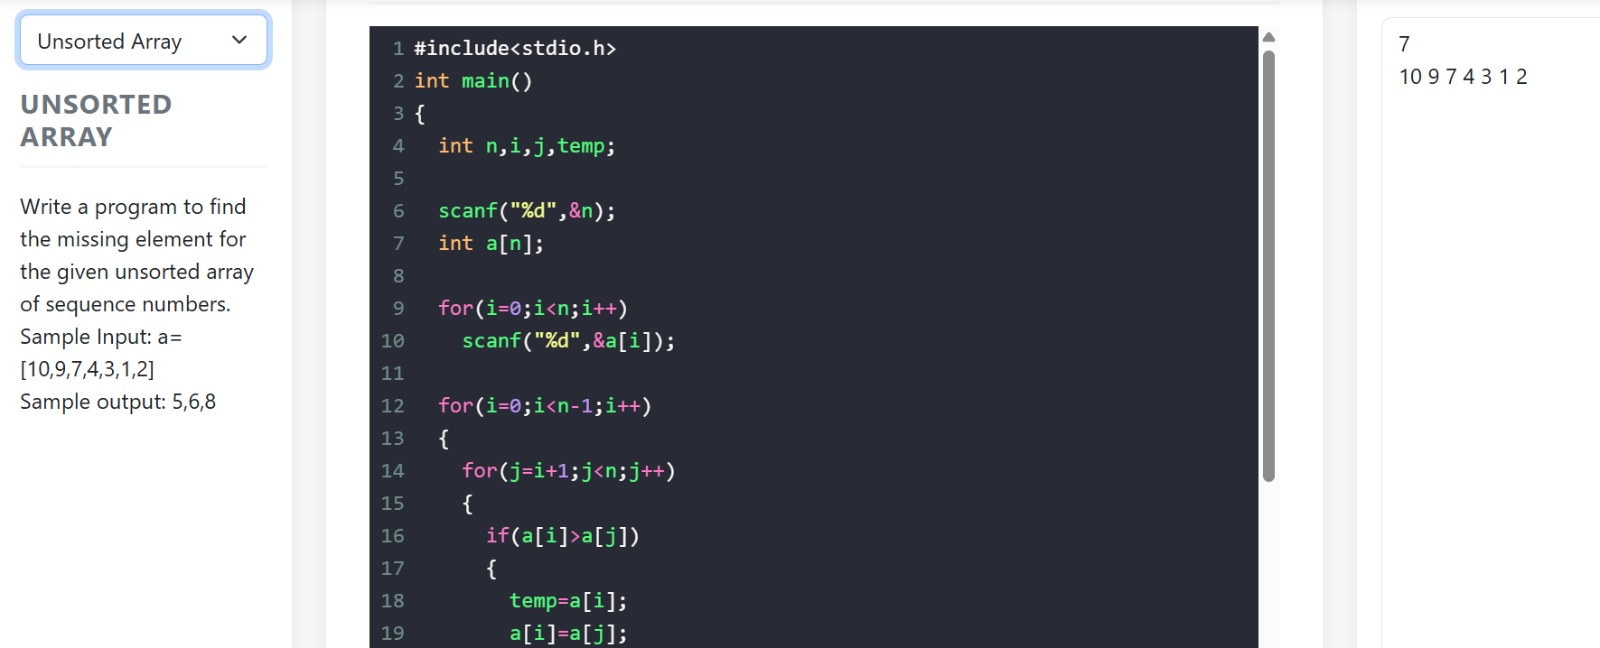 Unsorted Array
UNSORTED
ARRAY
Write a program to find
the missing element for
the given unsorted array
of sequence numbers.
Sample Input: a=
[10,9,7,4,3,1,2]
Sample output: 5,6,8
1 #include<stdio.h>
2 int main()
3 {
4 int n,i,j,temp;
5
6 scanf("%d",&n);
7 int a[n];
8
9 for(i=0;i<n;i++)
10 scanf("%d",&a[i]);
11
12 for(i=0;i<n-1;i++)
13 {
14 for(j=i+1;j<n;j++)
15 {
16 if(a[i]>a[j])
17 {
18 temp=a[i];
19 a[i]=a[j];
7
10 9 7 4 3 1 2